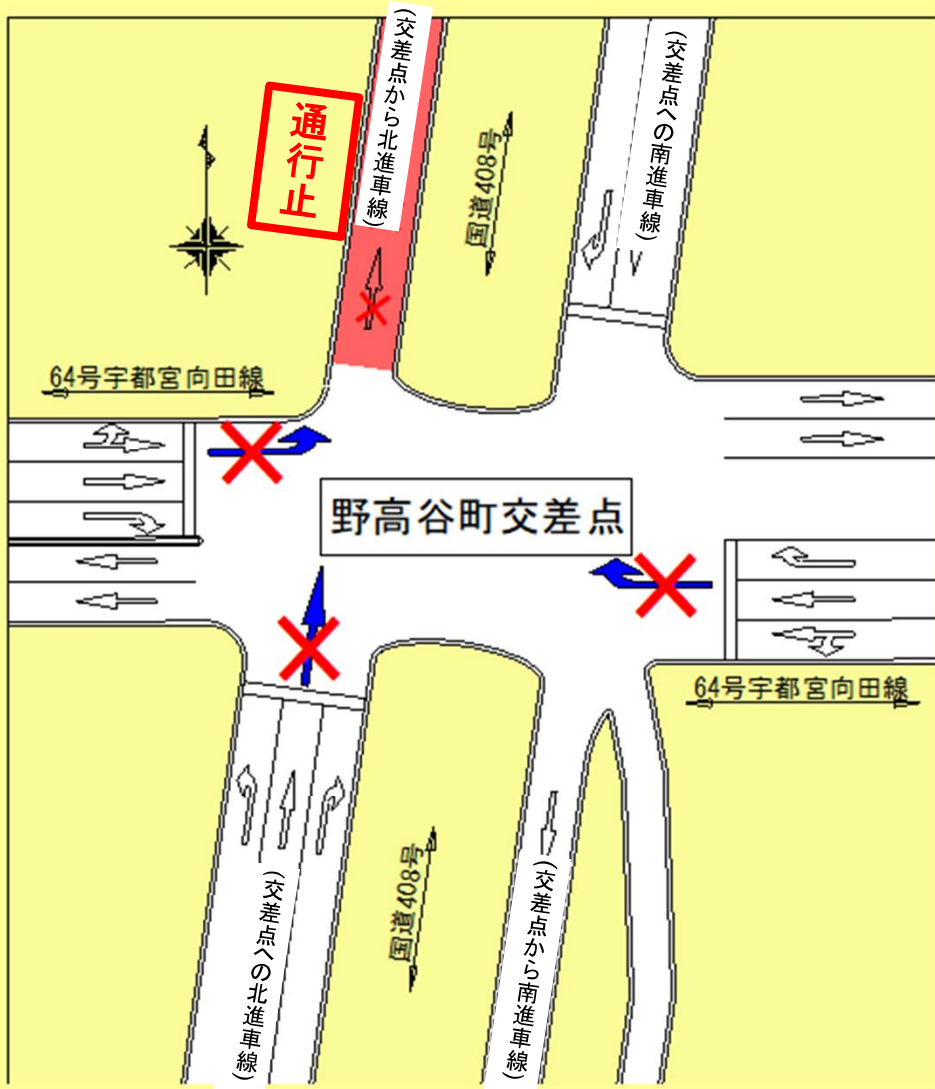 (交差点から北進車線)
(交差点への南進車線)
通行止
国道408号
64号宇都宮向田線
野高谷町交差点
64号宇都宮向田線
国道408号
(交差点への北進車線)
(交差点から南進車線)